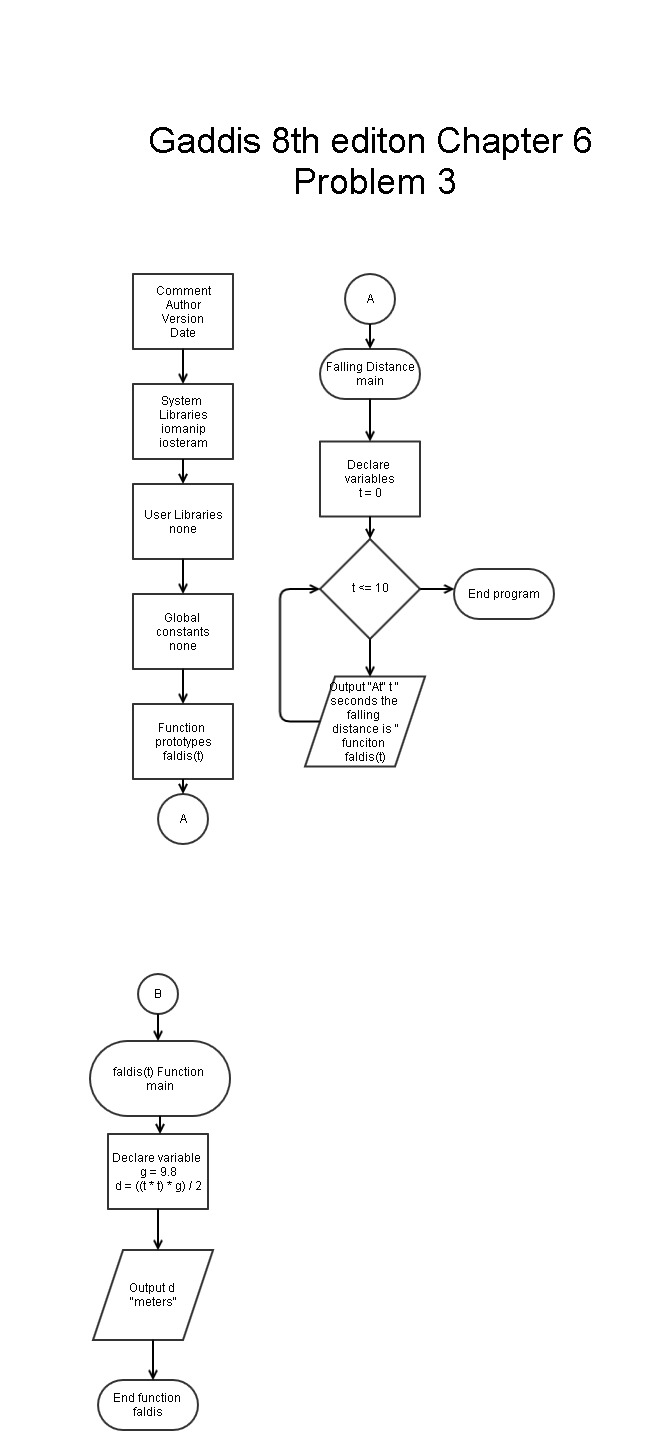 Gaddis 8th editon Chapter 6
Problem 3
Comment
Author
Version
Date
System
Libraries
iomanip
iosteram
User Libraries
none
Global
constants
none
Function
prototypes
faldis(t)
A
A
Falling Distance
main
Declare
variables
t = 0
t <= 10
End program
Output "At" t "
seconds the
falling
distance is "
funciton
faldis(t)
B
faldis(t) Function
main
Declare variable
g = 9.8
d = ((t * t) * g) / 2
Output d
"meters"
End function
faldis